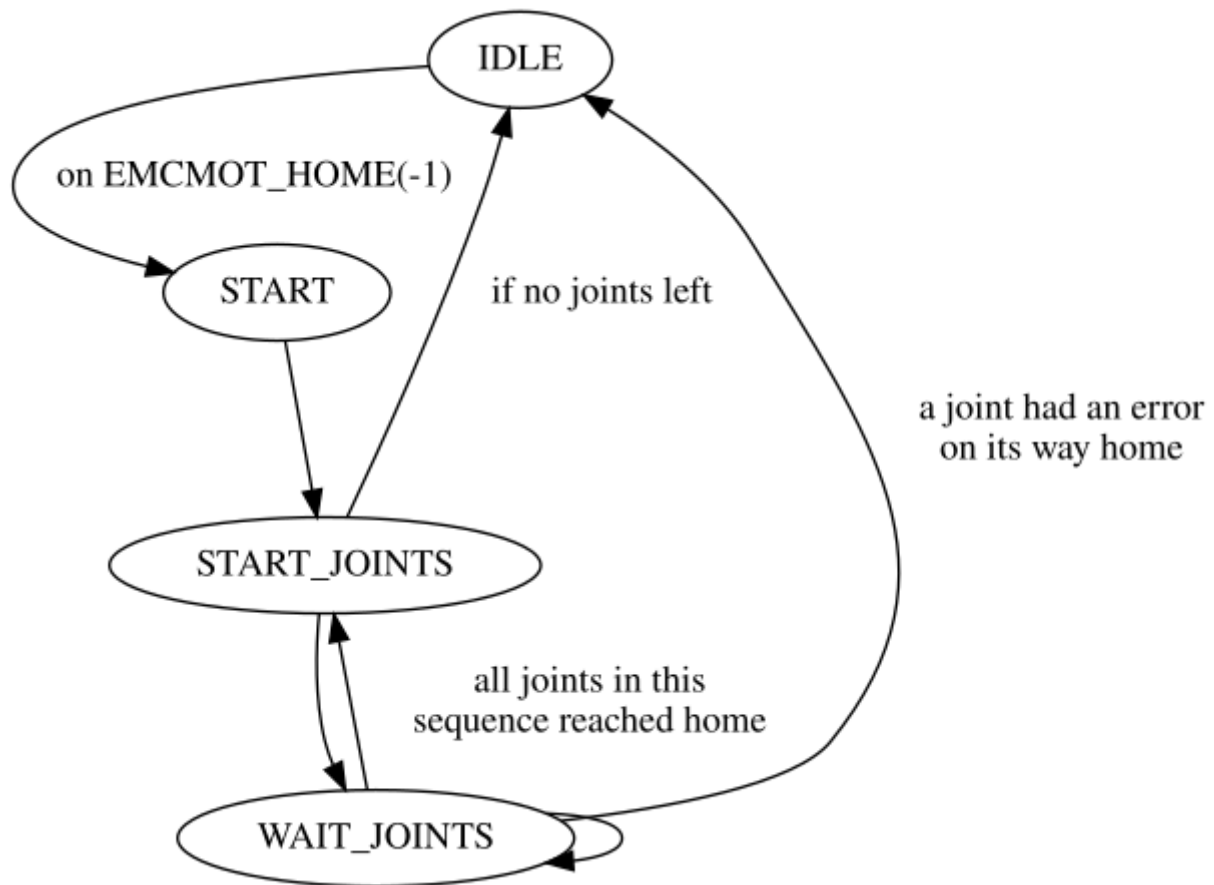 IDLE
on EMCMOT_HOME(-1)
START
if no joints left
a joint had an error
on its way home
START_JOINTS
all joints in this
sequence reached home
WAIT_JOINTS